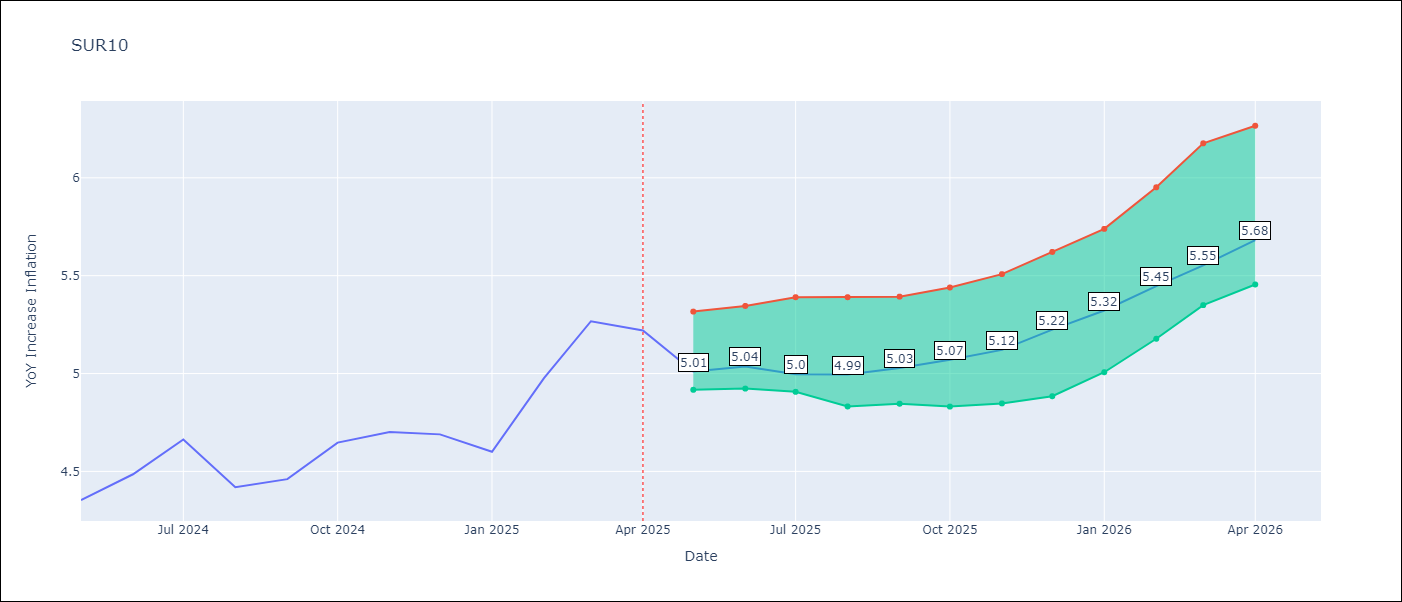 SUR10
YoY Increase Inflation
6
5.5
5
4.5
5.01
5.04
5.0
4.99
5.03
5.07
5.12
5.22
5.32
5.45
5.55
5.68
Jul 2024
Oct 2024
Jan 2025
Apr 2025
Jul 2025
Oct 2025
Jan 2026
Apr 2026
Date